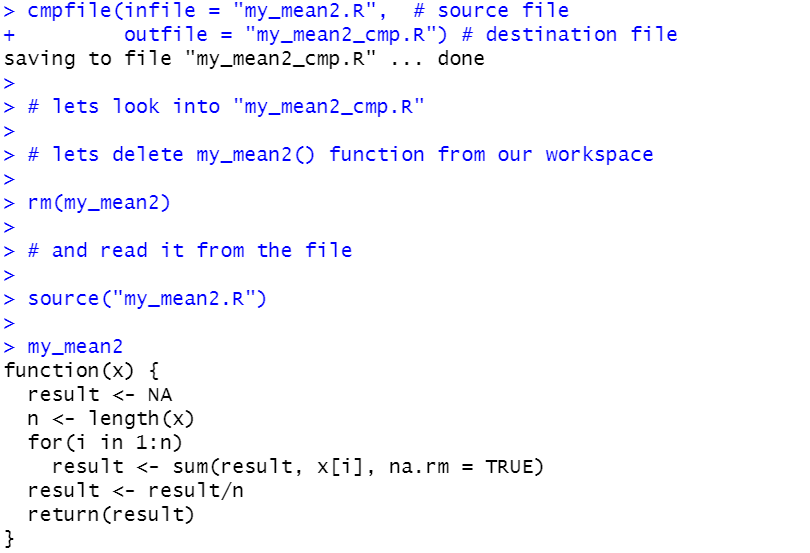 > cmpfile(infile = "my_mean2.R",  # source file
+         outfile = "my_mean2_cmp.R") # destination file
saving to file "my_mean2_cmp.R" ... done
>
> # lets look into "my_mean2_cmp.R"
>
> # lets delete my_mean2() function from our workspace
>
> rm(my_mean2)
>
> # and read it from the file
>
> source("my_mean2.R")
>
> my_mean2
function(x) {
  result <- NA
  n <- length(x)
  for(i in 1:n)
    result <- sum(result, x[i], na.rm = TRUE)
  result <- result/n
  return(result)
}